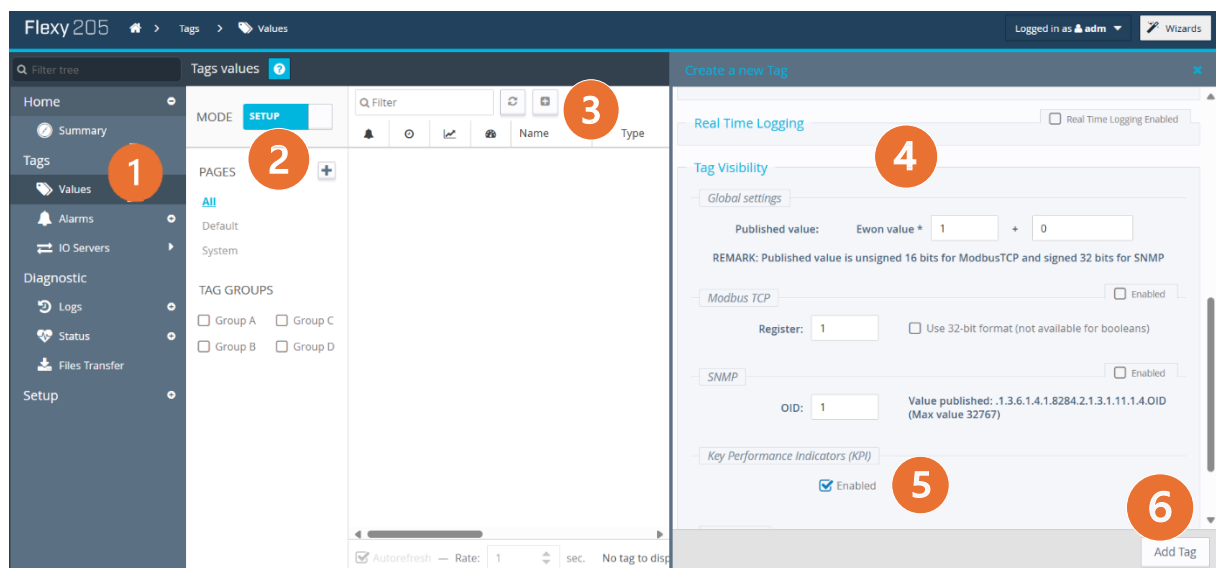 Flexy 205 > Tags > Values
Logged in as adm
Wizards
Filter tree
Home
Summary
Tags
Values
Alarms
IO Servers
Diagnostic
Logs
Status
Files Transfer
Setup
1
Tags values ?
MODE SETUP
2
PAGES +
All
Default
System
TAG GROUPS
Group A Group C
Group B Group D
Filter
3
Name Type
Autorefresh — Rate: 1 sec. No tag to disp
Create a new Tag ×
Real Time Logging Real Time Logging Enabled
4
Tag Visibility
Global settings
Published value: Ewon value * 1 + 0
REMARK: Published value is unsigned 16 bits for ModbusTCP and signed 32 bits for SNMP
Modbus TCP Enabled
Register: 1 Use 32-bit format (not available for booleans)
SNMP Enabled
OID: 1 Value published: .1.3.6.1.4.1.8284.2.1.3.1.11.1.4.OID
(Max value 32767)
Key Performance Indicators (KPI)
Enabled
5
6
Add Tag